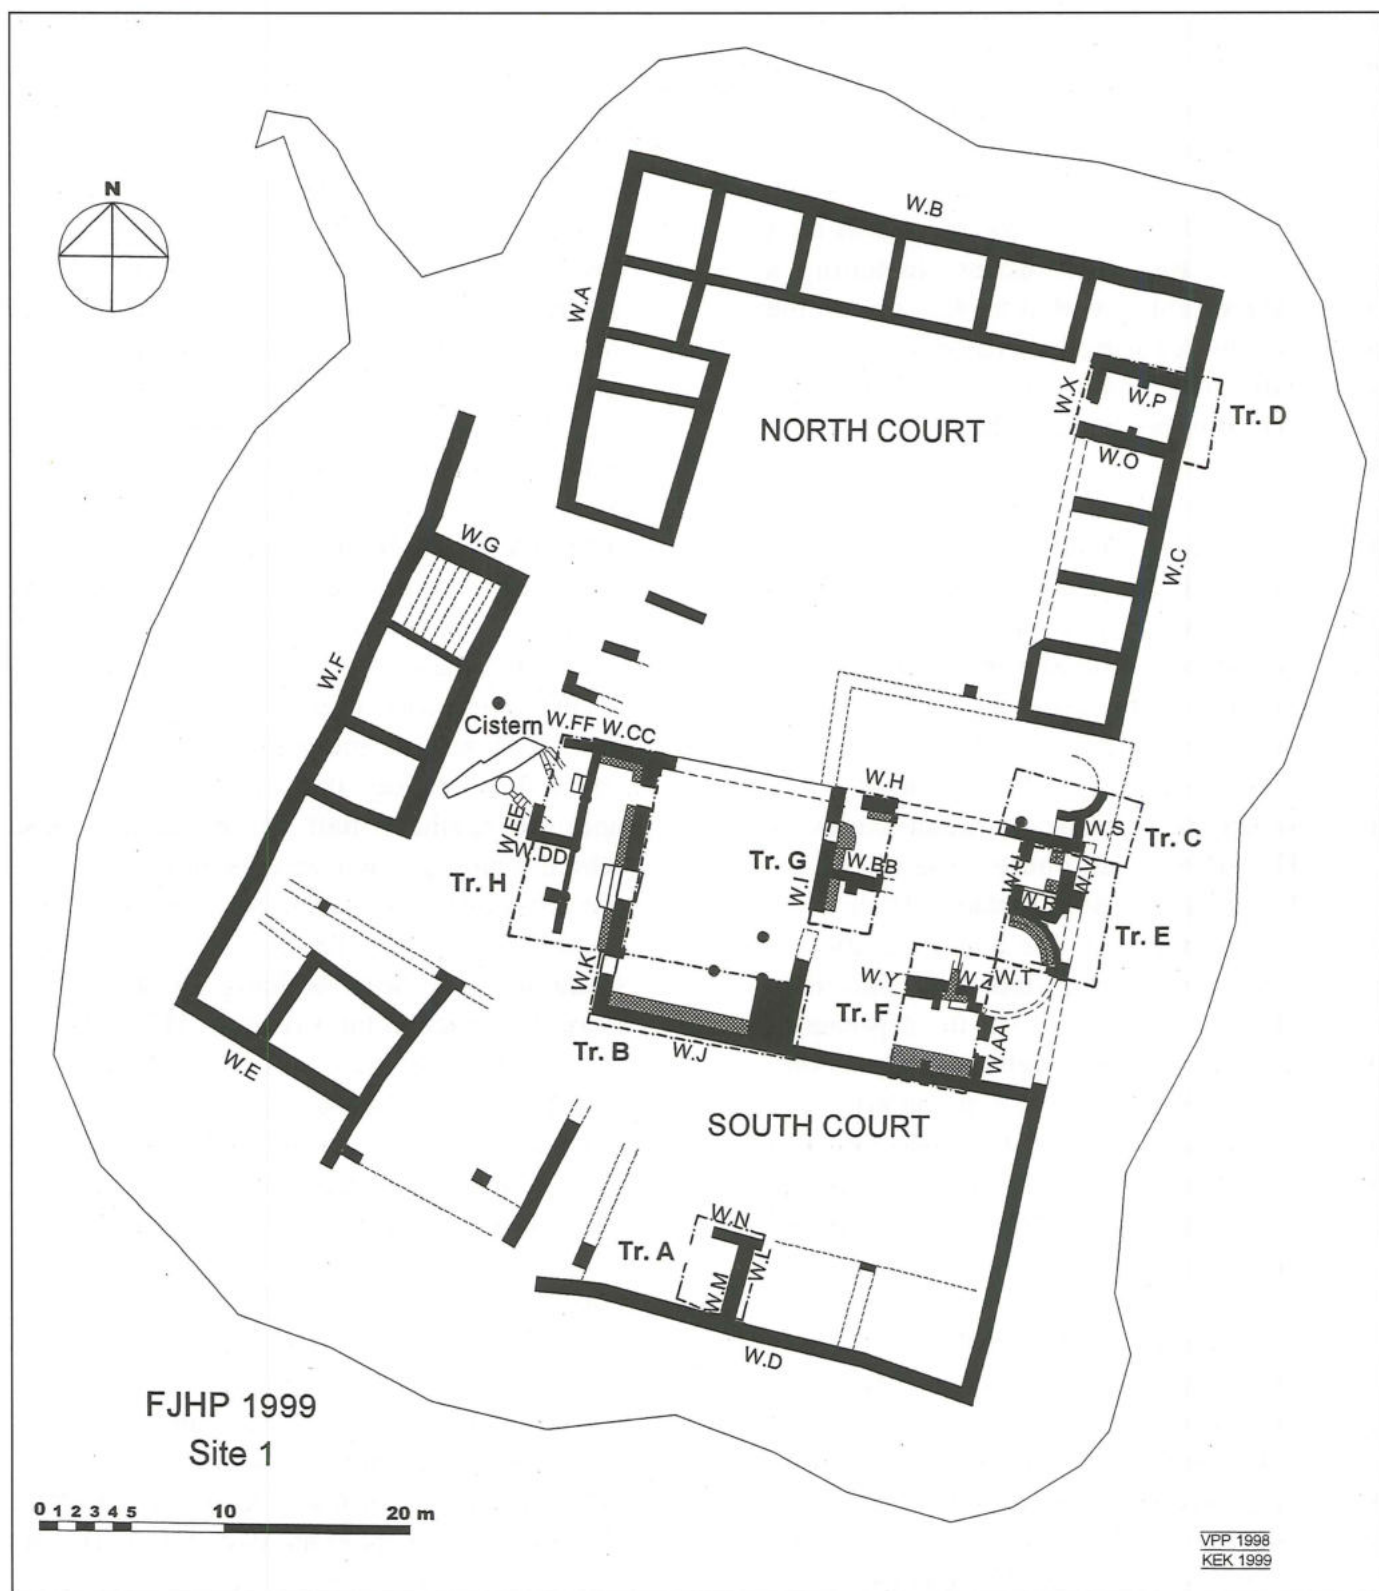 N
W.B
W.A
NORTH COURT
W.X
W.P
Tr. D
W.O
W.G
W.C
W.F
Cistern
W.FF W.CC
W.H
W.EE
W.DD
Tr. H
Tr. G
W.I
W.BB
W.U
W.S
W.V
Tr. C
W.R
Tr. E
W.K
W.Y
W.Z
W.T
Tr. F
W.AA
Tr. B
W.J
W.E
SOUTH COURT
W.N
Tr. A
W.M
W.L
W.D
FJHP 1999
Site 1
0 1 2 3 4 5 10 20 m
VPP 1998
KEK 1999